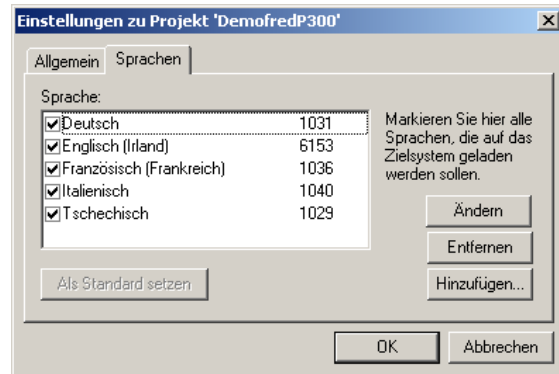 Einstellungen zu Projekt 'DemofredP300'
Allgemein
Sprachen
Sprache:
Deutsch 1031
Englisch (Irland) 6153
Französisch (Frankreich) 1036
Italienisch 1040
Tschechisch 1029
Markieren Sie hier alle
Sprachen, die auf das
Zielsystem geladen
werden sollen.
Ändern
Entfernen
Als Standard setzen
Hinzufügen...
OK
Abbrechen